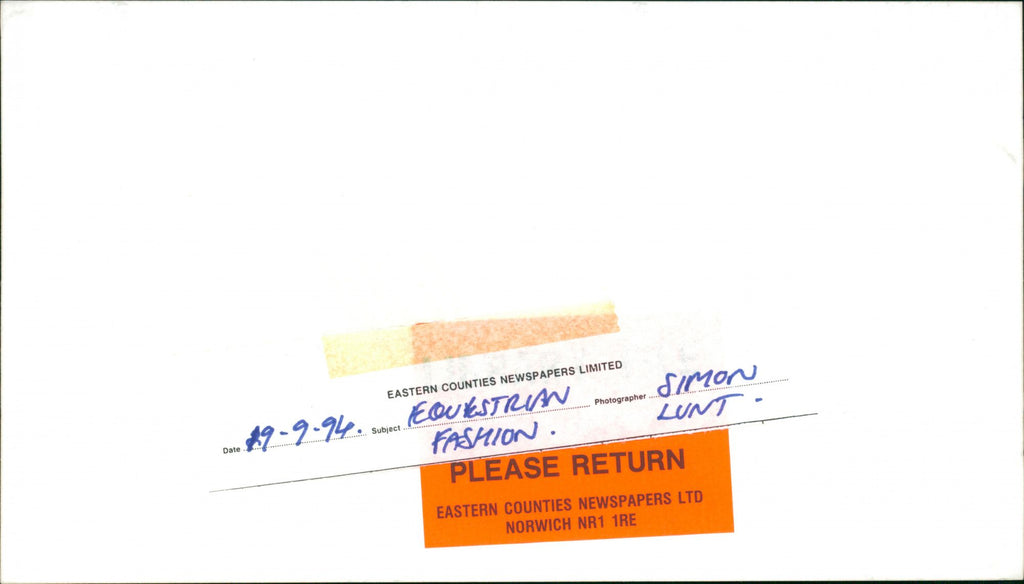 EASTERN COUNTIES NEWSPAPERS LIMITED
Date 19-9-94. Subject EQUESTRIAN Photographer SIMON
FASHION. LUNT.
PLEASE RETURN
EASTERN COUNTIES NEWSPAPERS LTD
NORWICH NR1 1RE